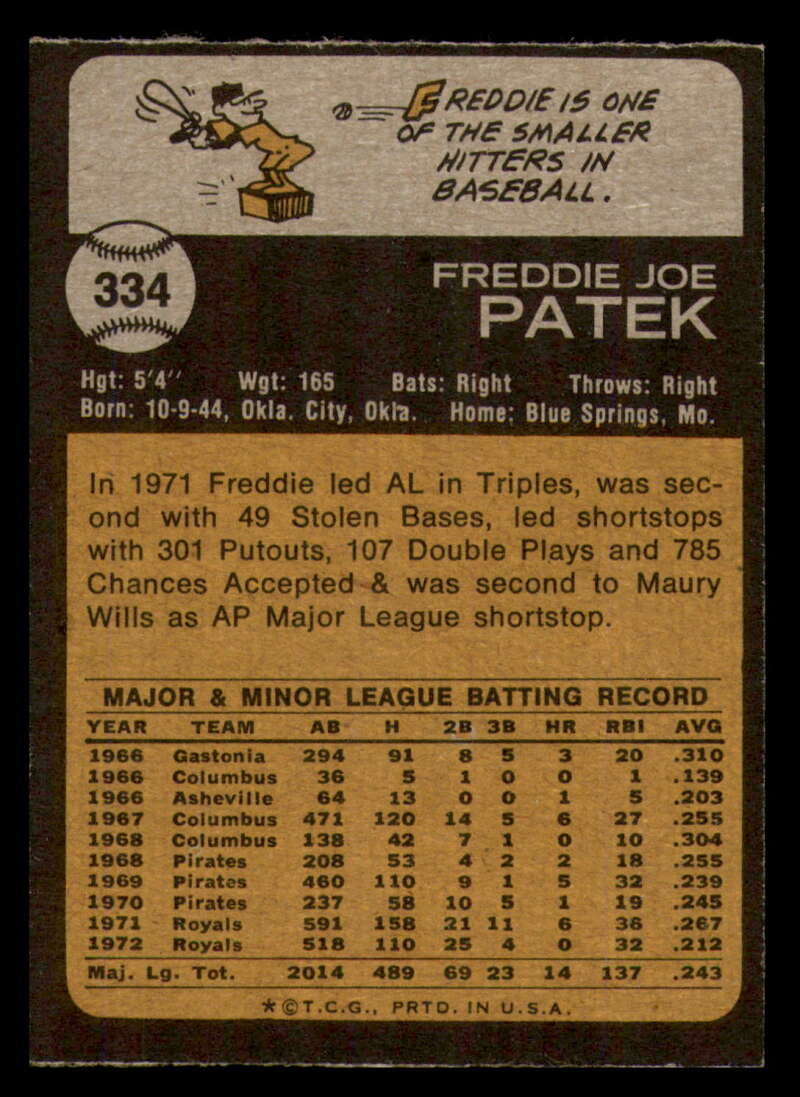 FREDDIE IS ONE
OF THE SMALLER
HITTERS IN
BASEBALL.
334
FREDDIE JOE
PATEK
Hgt: 5'4" Wgt: 165 Bats: Right Throws: Right
Born: 10-9-44, Okla. City, Okla. Home: Blue Springs, Mo.
In 1971 Freddie led AL in Triples, was sec-
ond with 49 Stolen Bases, led shortstops
with 301 Putouts, 107 Double Plays and 785
Chances Accepted & was second to Maury
Wills as AP Major League shortstop.
MAJOR & MINOR LEAGUE BATTING RECORD
YEAR TEAM AB H 2B 3B HR RBI AVG
1966 Gastonia 294 91 8 5 3 20 .310
1966 Columbus 36 5 1 0 0 1 .139
1966 Asheville 64 13 0 0 1 5 .203
1967 Columbus 471 120 14 5 6 27 .255
1968 Columbus 138 42 7 1 0 10 .304
1968 Pirates 208 53 4 2 2 18 .255
1969 Pirates 460 110 9 1 5 32 .239
1970 Pirates 237 58 10 5 1 19 .245
1971 Royals 591 158 21 11 6 36 .267
1972 Royals 518 110 25 4 0 32 .212
Maj. Lg. Tot. 2014 489 69 23 14 137 .243
*©T.C.G., PRTD. IN U.S.A.